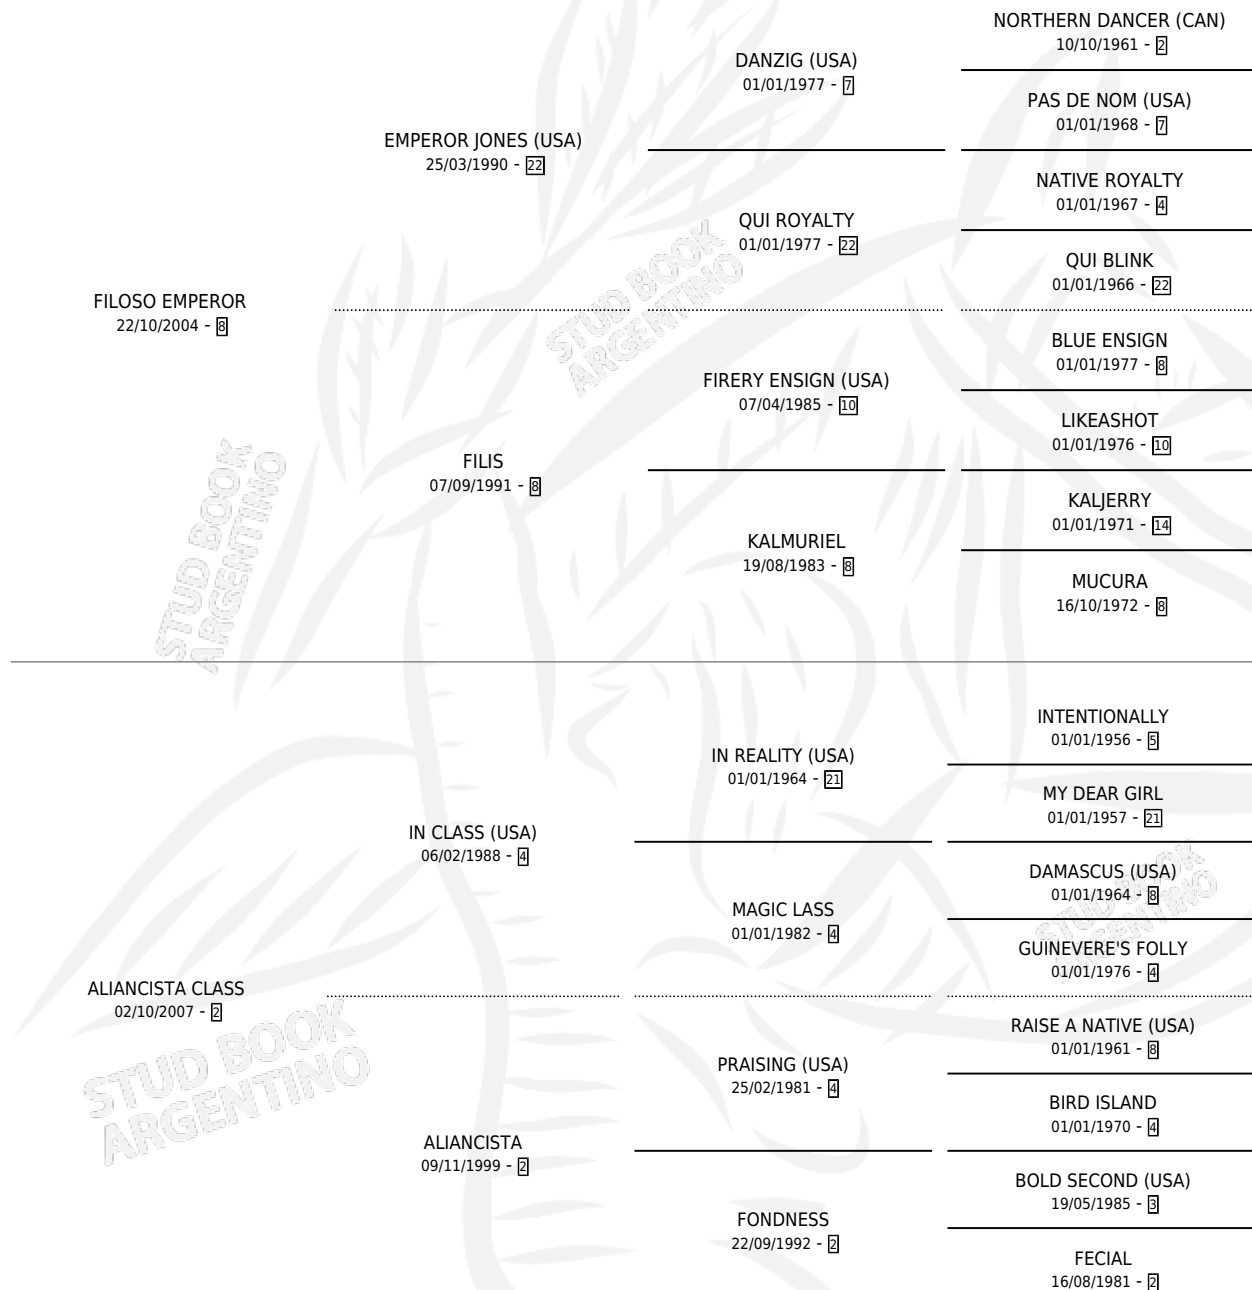 NORTHERN DANCER (CAN)
10/10/1961 - 2
DANZIG (USA)
01/01/1977 - 7
PAS DE NOM (USA)
01/01/1968 - 7
EMPEROR JONES (USA)
25/03/1990 - 22
NATIVE ROYALTY
01/01/1967 - 4
QUI ROYALTY
01/01/1977 - 22
QUI BLINK
01/01/1966 - 22
FILOSO EMPEROR
22/10/2004 - 8
BLUE ENSIGN
01/01/1977 - 8
FIRERY ENSIGN (USA)
07/04/1985 - 10
LIKEASHOT
01/01/1976 - 10
FILIS
07/09/1991 - 8
KALJERRY
01/01/1971 - 14
KALMURIEL
19/08/1983 - 8
MUCURA
16/10/1972 - 8
STUD BOOK
ARGENTINO
STUD BOOK
ARGENTINO
INTENTIONALLY
01/01/1956 - 5
IN REALITY (USA)
01/01/1964 - 21
MY DEAR GIRL
01/01/1957 - 21
IN CLASS (USA)
06/02/1988 - 4
DAMASCUS (USA)
01/01/1964 - 8
MAGIC LASS
01/01/1982 - 4
GUINEVERE'S FOLLY
01/01/1976 - 4
ALIANCISTA CLASS
02/10/2007 - 2
RAISE A NATIVE (USA)
01/01/1961 - 8
PRAISING (USA)
25/02/1981 - 4
BIRD ISLAND
01/01/1970 - 4
ALIANCISTA
09/11/1999 - 2
BOLD SECOND (USA)
19/05/1985 - 3
FONDNESS
22/09/1992 - 2
FECIAL
16/08/1981 - 2
STUD BOOK
ARGENTINO
STUD BOOK
ARGENTINO